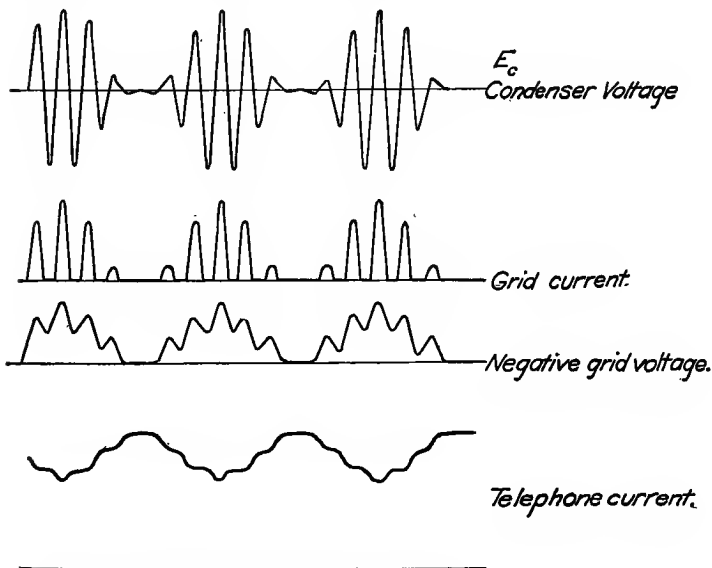 E_c
Condenser Voltage
Grid current.
Negative grid voltage.
Telephone current.